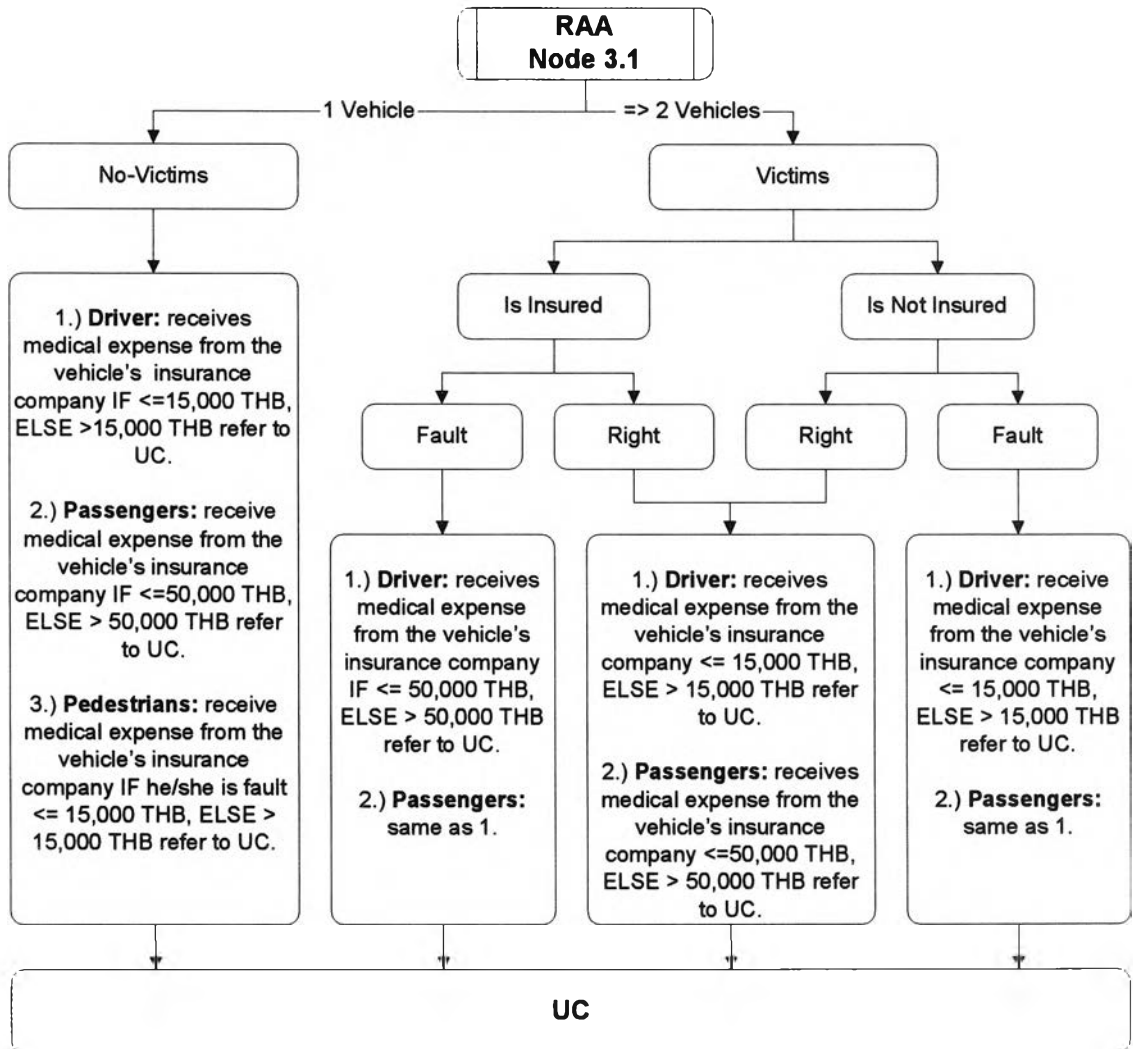 RAA
Node 3.1
1 Vehicle
=> 2 Vehicles
No-Victims
Victims
Is Insured
Is Not Insured
Fault
Right
Right
Fault
1.) Driver: receives
medical expense from the
vehicle's insurance
company IF <=15,000 THB,
ELSE >15,000 THB refer to
UC.
2.) Passengers: receive
medical expense from the
vehicle's insurance
company IF <=50,000 THB,
ELSE > 50,000 THB refer
to UC.
3.) Pedestrians: receive
medical expense from the
vehicle's insurance
company IF he/she is fault
<= 15,000 THB, ELSE >
15,000 THB refer to UC.
1.) Driver: receives
medical expense
from the vehicle's
insurance company
IF <= 50,000 THB,
ELSE > 50,000 THB
refer to UC.
2.) Passengers:
same as 1.
1.) Driver: receives
medical expense from the
vehicle's insurance
company <= 15,000 THB,
ELSE > 15,000 THB refer
to UC.
2.) Passengers: receives
medical expense from the
vehicle's insurance
company <=50,000 THB,
ELSE > 50,000 THB refer
to UC.
1.) Driver: receive
medical expense
from the vehicle's
insurance company
<= 15,000 THB,
ELSE > 15,000 THB
refer to UC.
2.) Passengers:
same as 1.
UC